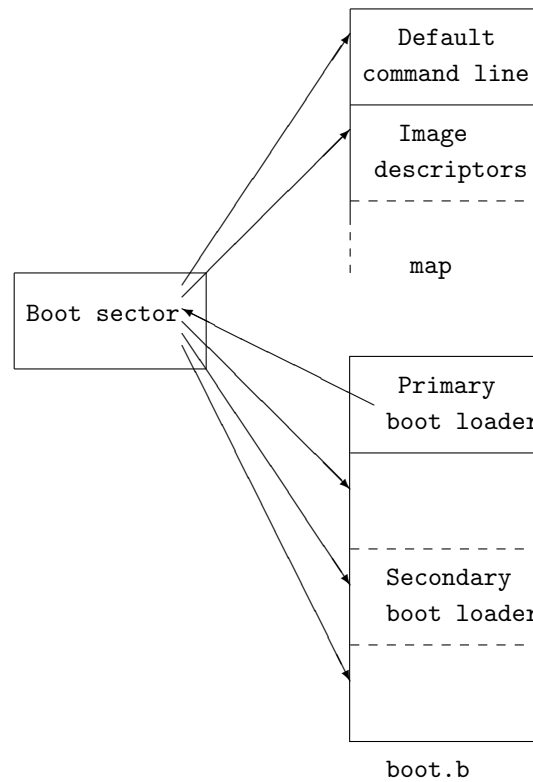 Default
command line
Image
descriptors
map
Boot sector
Primary
boot loader
Secondary
boot loader
boot.b